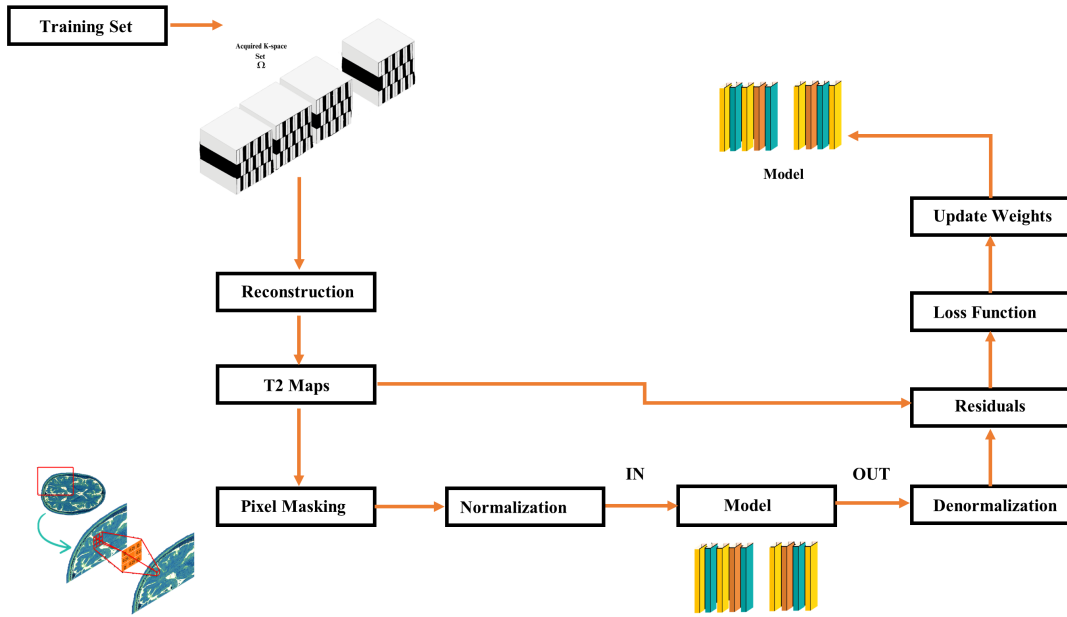 Training Set
Acquired K-space
Set
Ω
Model
Update Weights
Reconstruction
Loss Function
T2 Maps
Residuals
IN
OUT
Pixel Masking
Normalization
Model
Denormalization